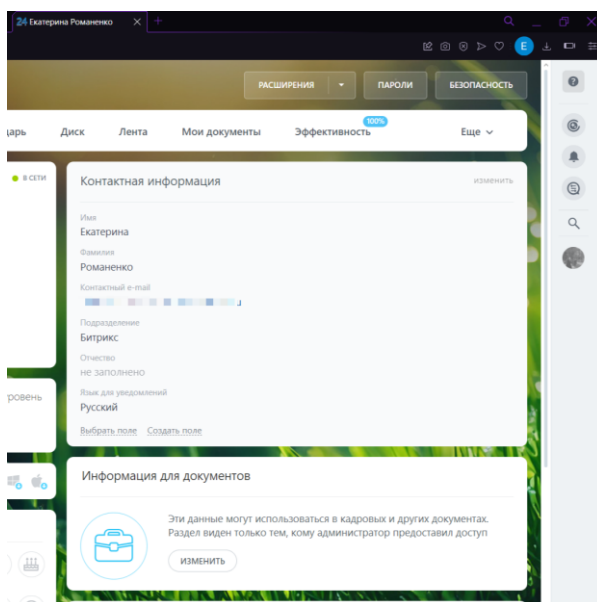 24 Екатерина Романенко
E
РАСШИРЕНИЯ ПАРОЛИ БЕЗОПАСНОСТЬ
Диск Лента Мои документы Эффективность 100% Еще
В СЕТИ
Контактная информация изменить
Имя
Екатерина
Фамилия
Романенко
Контактный e-mail
Подразделение
Битрикс
Отчество
не заполнено
Язык для уведомлений
Русский
Выбрать поле Создать поле
уровень
Информация для документов
Эти данные могут использоваться в кадровых и других документах.
Раздел виден только тем, кому администратор предоставил доступ
ИЗМЕНИТЬ